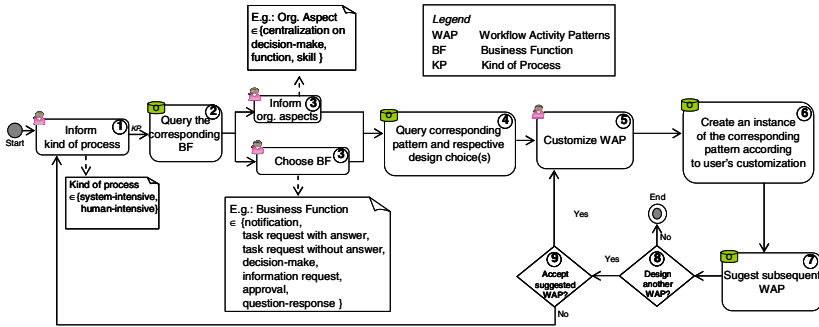 E.g.: Org. Aspect
∈{centralization on
decision-make,
function, skill }
Legend
WAP Workflow Activity Patterns
BF Business Function
KP Kind of Process
Start
1
Inform
kind of process
KP
2
Query the
corresponding
BF
3
Inform
org. aspects
3
Choose BF
4
Query corresponding
pattern and respective
design choice(s)
5
Customize WAP
6
Create an instance
of the corresponding
pattern according
to user's customization
Kind of process
∈{system-intensive,
human-intensive}
E.g.: Business Function
∈ {notification,
task request with answer,
task request without answer,
decision-make,
information request,
approval,
question-response }
7
Sugest subsequent
WAP
8
Design
another
WAP?
End
No
Yes
9
Accept
suggested
WAP?
Yes
No